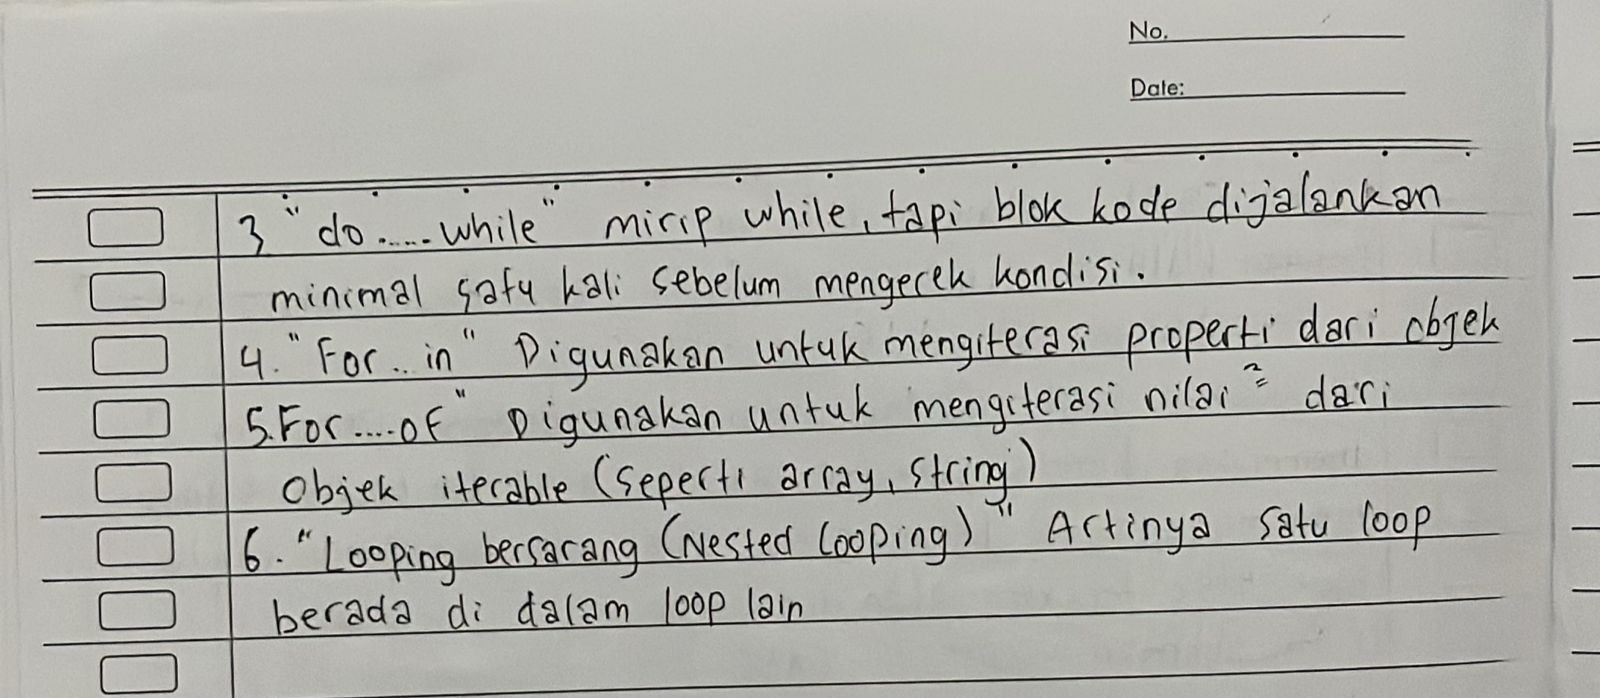 No.
Date:
3 "do.....while" mirip while, tapi blok kode dijalankan
minimal satu kali sebelum mengecek kondisi.
4. "For.. in" Digunakan untuk mengiterasi properti dari objek
5. For....of" Digunakan untuk mengiterasi nilai² dari
Objek iterable (seperti array, string)
6. "Looping bersarang (Nested Looping)" Artinya satu loop
berada di dalam loop lain